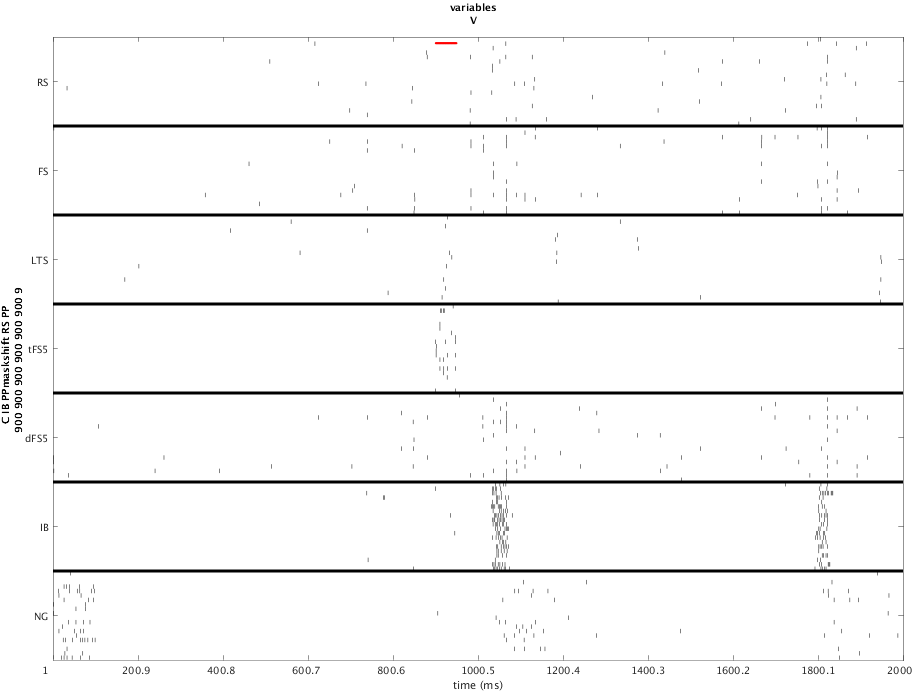 variables
V
RS
FS
LTS
C IB PPmaskshift RS PP
900 900 900 900 900 900 9
tFS5
dFS5
IB
NG
1 200.9 400.8 600.7 800.6 1000.5 1200.4 1400.3 1600.2 1800.1 2000
time (ms)